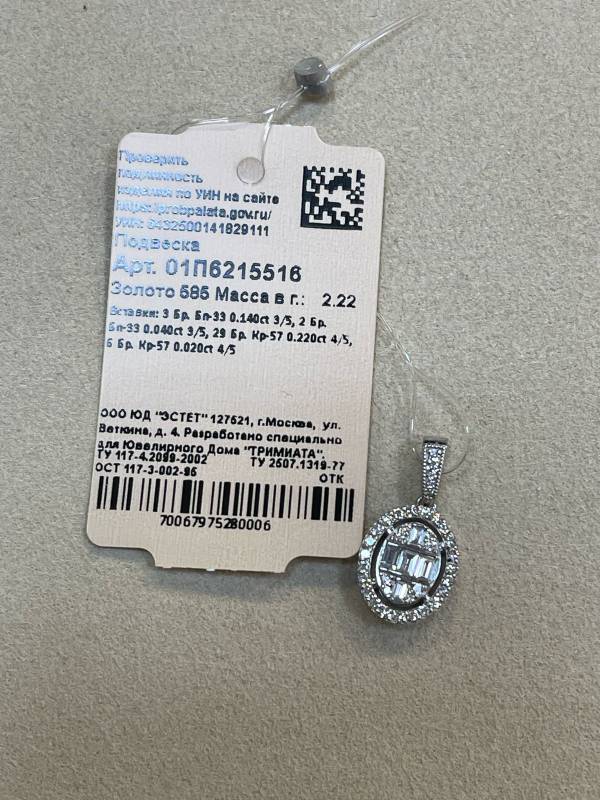 Проверить
подлинность
изделия по УИН на сайте
https://probpalata.gov.ru/
УИН: 6432500141829111
Подвеска
Арт. 01П6215516
Золото 585 Масса в г.: 2.22
Вставки: 3 Бр. Бп-33 0.140ct 3/5, 2 Бр.
Бп-33 0.040ct 3/5, 29 Бр. Кр-57 0.220ct 4/5,
6 Бр. Кр-57 0.020ct 4/5
ООО ЮД "ЭСТЕТ" 127521, г.Москва, ул.
Веткина, д. 4. Разработано специально
для Ювелирного Дома "ТРИМИАТА".
ТУ 117-4.2099-2002 ТУ 2607.1319-77
ОСТ 117-3-002-95 ОТК
70067975280006